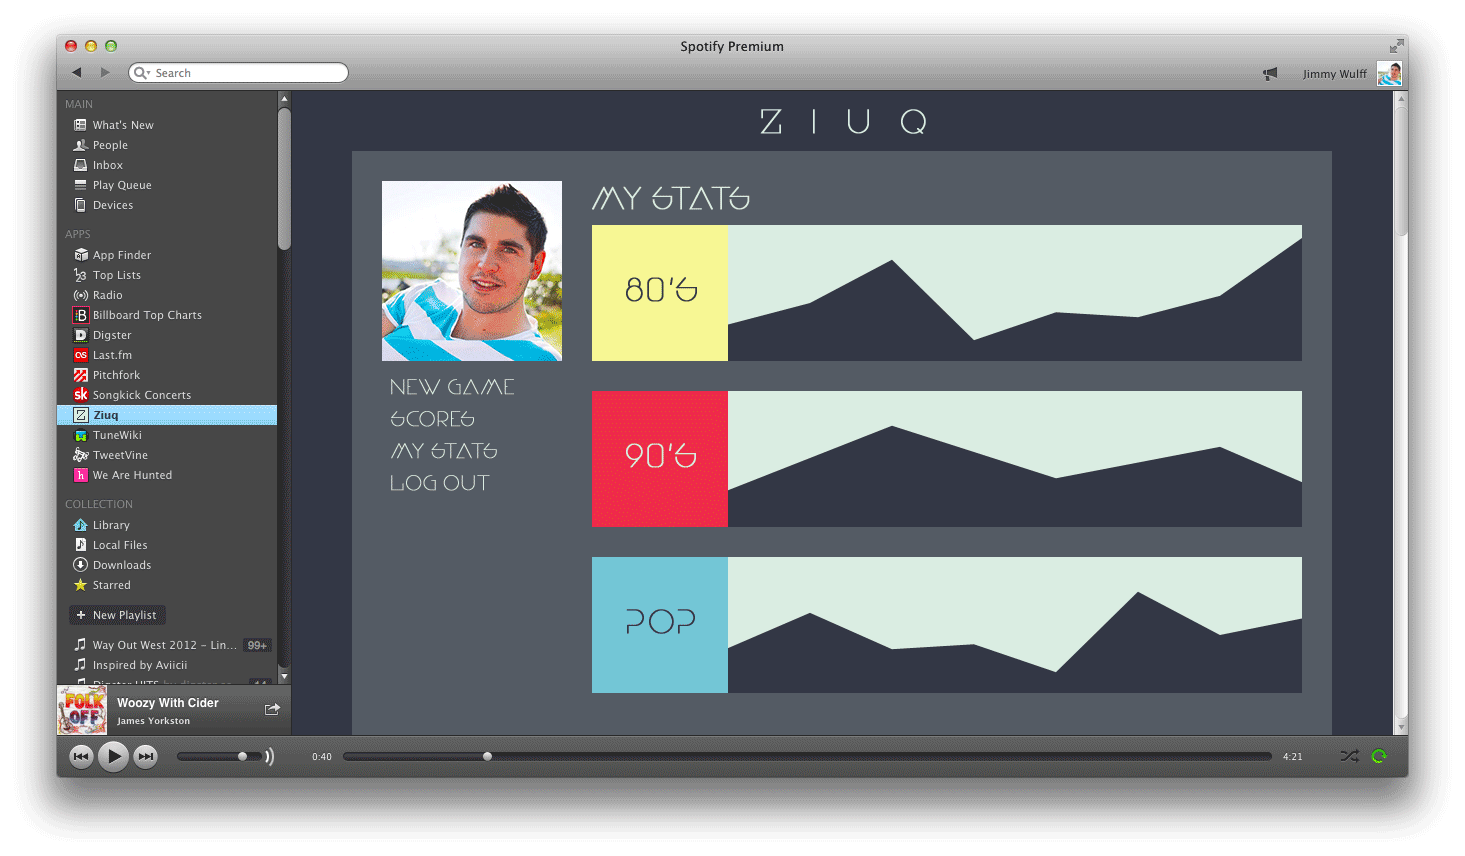 Spotify Premium
Search
Jimmy Wulff
MAIN
What's New
People
Inbox
Play Queue
Devices
APPS
App Finder
Top Lists
Radio
Billboard Top Charts
Digster
Last.fm
Pitchfork
Songkick Concerts
Ziuq
TuneWiki
TweetVine
We Are Hunted
COLLECTION
Library
Local Files
Downloads
Starred
+ New Playlist
Way Out West 2012 – Lin... 99+
Inspired by Aviicii
FOLK
OFF
Woozy With Cider
James Yorkston
ZIUQ
MY STATS
80'S
90'S
POP
NEW GAME
SCORES
MY STATS
LOG OUT
0:40
4:21